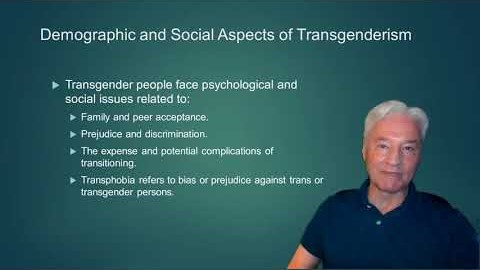 Demographic and Social Aspects of Transgenderism
Transgender people face psychological and
social issues related to:
Family and peer acceptance.
Prejudice and discrimination.
The expense and potential complications of
transitioning.
Transphobia refers to bias or prejudice against trans or
transgender persons.